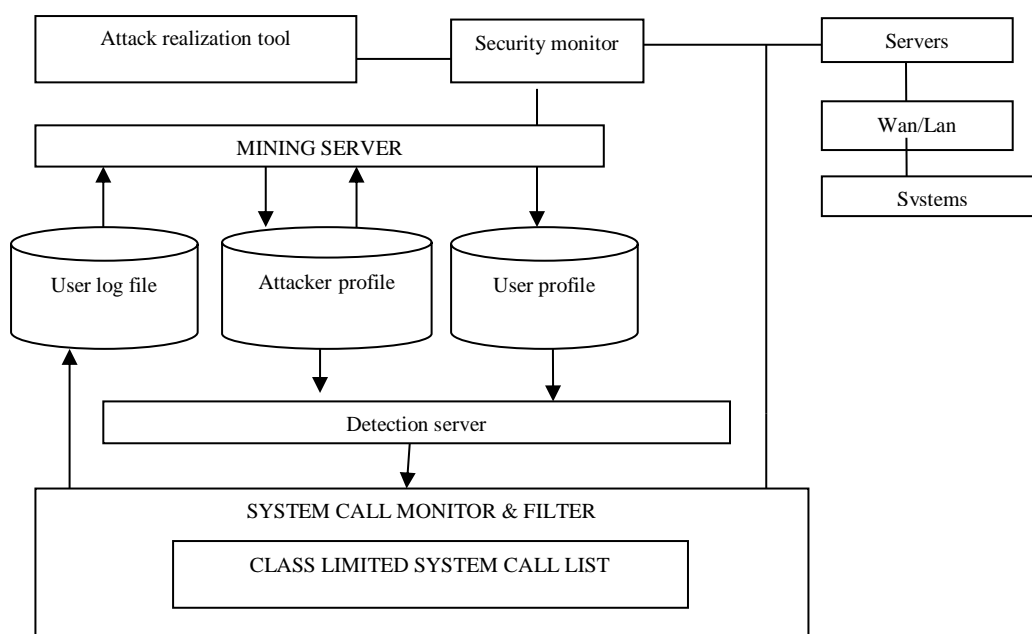 Attack realization tool
Security monitor
Servers
MINING SERVER
Wan/Lan
Systems
User log file
Attacker profile
User profile
Detection server
SYSTEM CALL MONITOR & FILTER
CLASS LIMITED SYSTEM CALL LIST